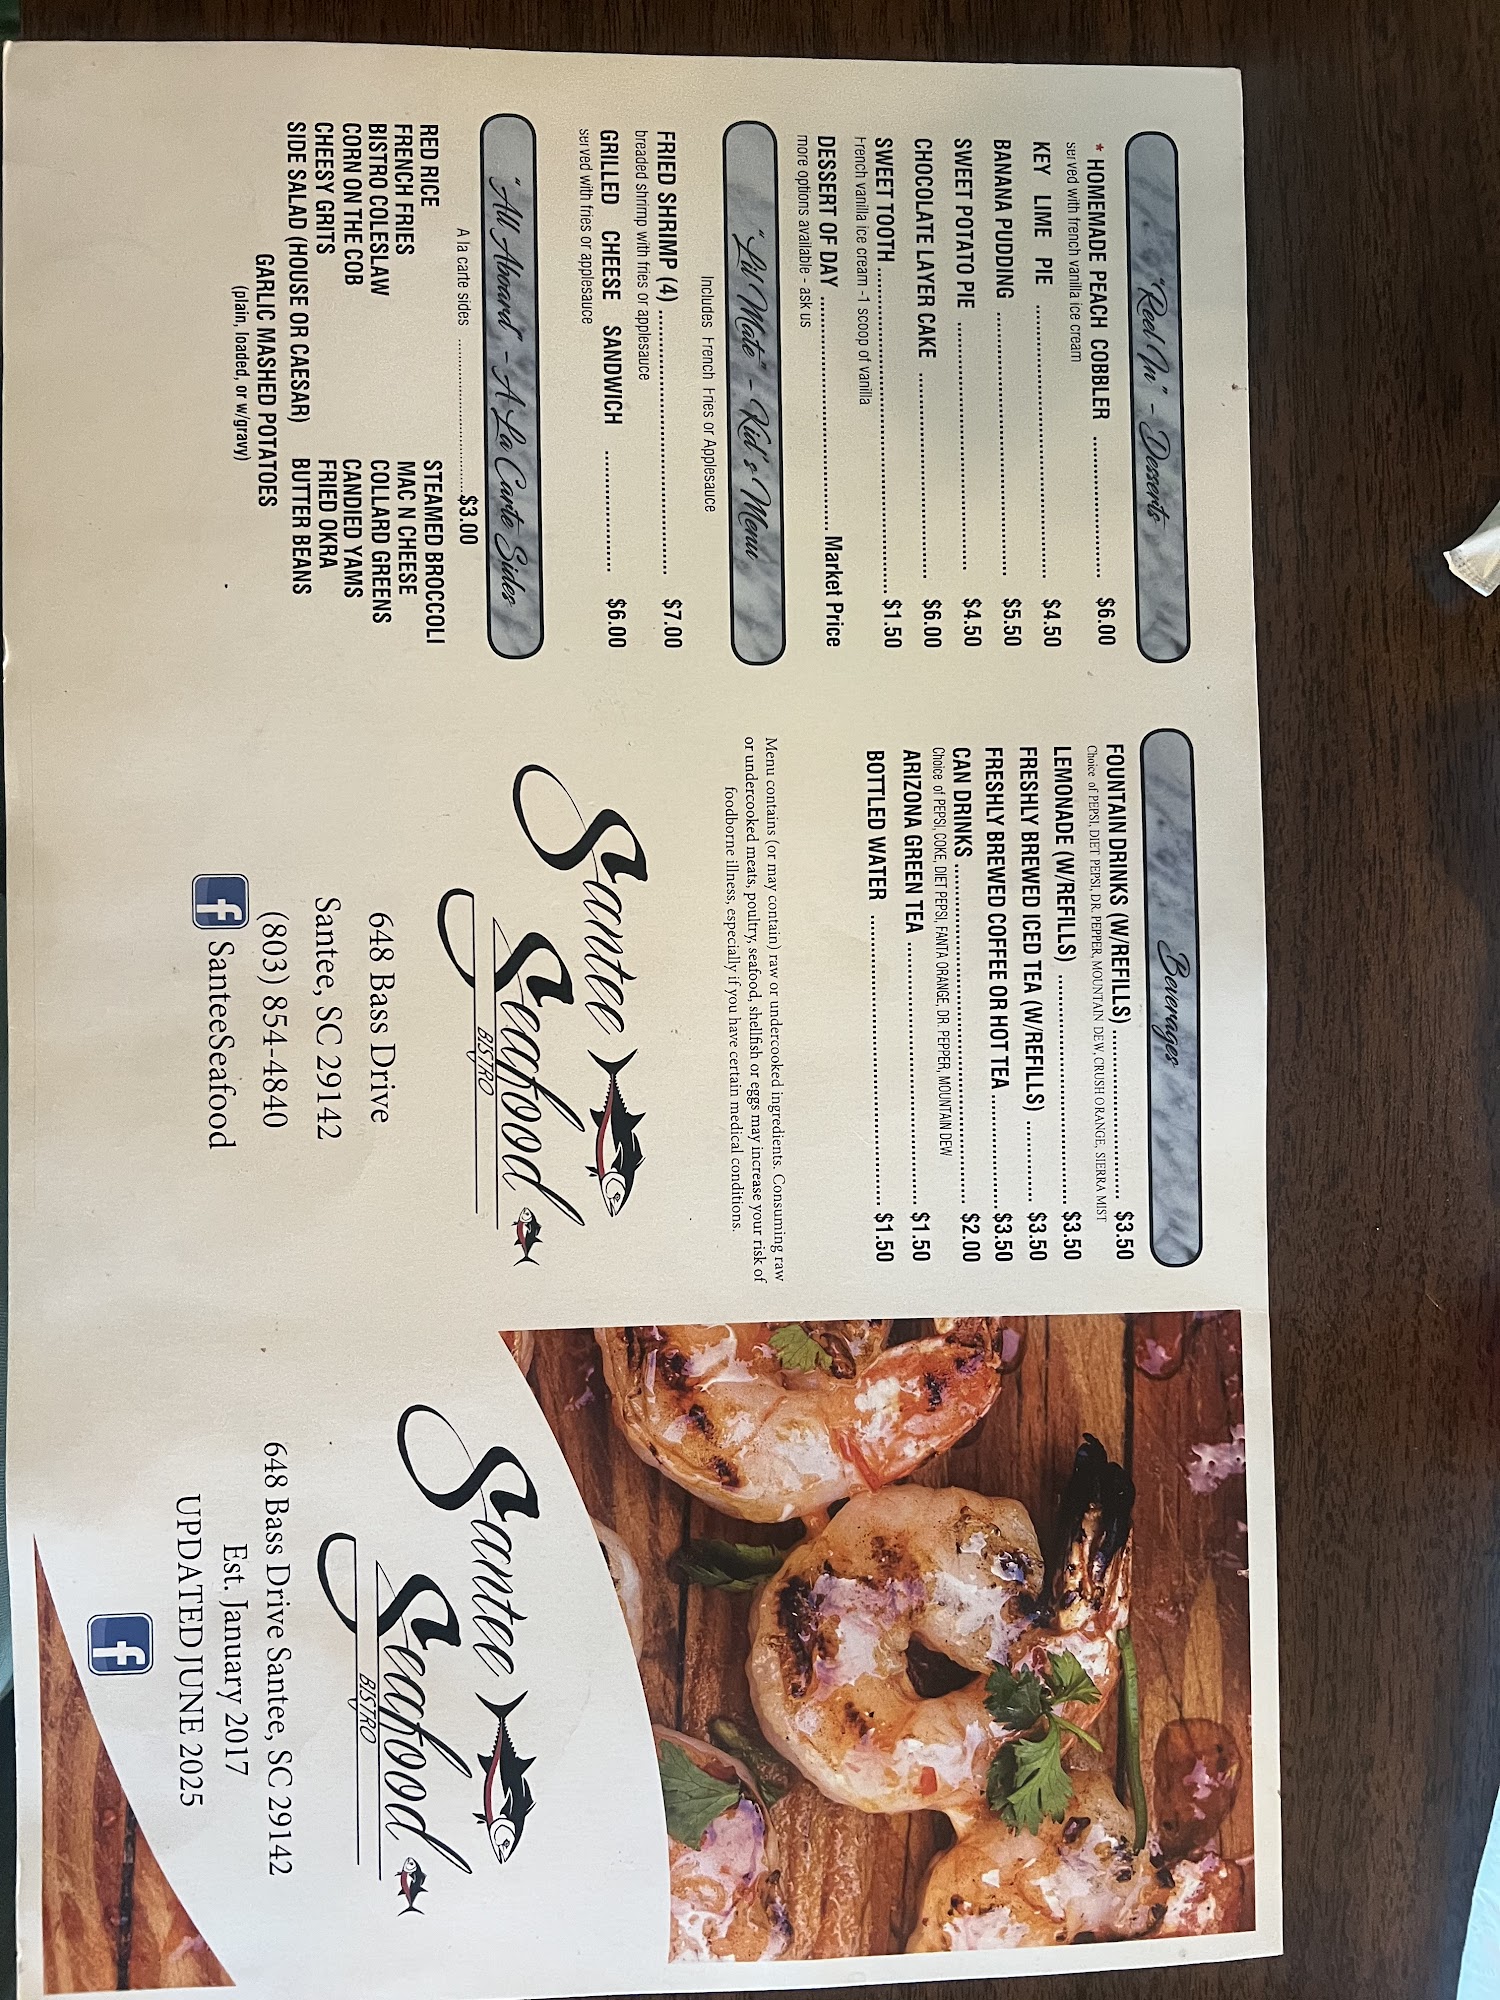 "Reel In" - Desserts
* HOMEMADE PEACH COBBLER ........ $6.00
served with french vanilla ice cream
KEY LIME PIE ........ $4.50
BANANA PUDDING ........ $5.50
SWEET POTATO PIE ........ $4.50
CHOCOLATE LAYER CAKE ........ $6.00
SWEET TOOTH ........ $1.50
French vanilla ice cream -1 scoop of vanilla
DESSERT OF DAY ........ Market Price
more options available - ask us
"Lil Mate" - Kid's Menu
Includes French Fries or Applesauce
FRIED SHRIMP (4) ........ $7.00
breaded shrimp with fries or applesauce
GRILLED CHEESE SANDWICH ........ $6.00
served with fries or applesauce
"All Aboard" - A La Carte Sides
A la carte sides ........ $3.00
RED RICE STEAMED BROCCOLI
FRENCH FRIES MAC N CHEESE
BISTRO COLESLAW COLLARD GREENS
CORN ON THE COB CANDIED YAMS
CHEESY GRITS FRIED OKRA
SIDE SALAD (HOUSE OR CAESAR) BUTTER BEANS
GARLIC MASHED POTATOES
(plain, loaded, or w/gravy)
Beverages
FOUNTAIN DRINKS (W/REFILLS) ........ $3.50
Choice of PEPSI, DIET PEPSI, DR. PEPPER, MOUNTAIN DEW, CRUSH ORANGE, SIERRA MIST
LEMONADE (W/REFILLS) ........ $3.50
FRESHLY BREWED ICED TEA (W/REFILLS) ........ $3.50
FRESHLY BREWED COFFEE OR HOT TEA ........ $3.50
CAN DRINKS ........ $2.00
Choice of PEPSI, COKE, DIET PEPSI, FANTA ORANGE, DR. PEPPER, MOUNTAIN DEW
ARIZONA GREEN TEA ........ $1.50
BOTTLED WATER ........ $1.50
Menu contains (or may contain) raw or undercooked ingredients. Consuming raw
or undercooked meats, poultry, seafood, shellfish or eggs may increase your risk of
foodborne illness, especially if you have certain medical conditions.
Santee
Seafood
BISTRO
648 Bass Drive
Santee, SC 29142
(803) 854-4840
f SanteeSeafood
Santee
Seafood
BISTRO
648 Bass Drive Santee, SC 29142
Est. January 2017
UPDATED JUNE 2025
f